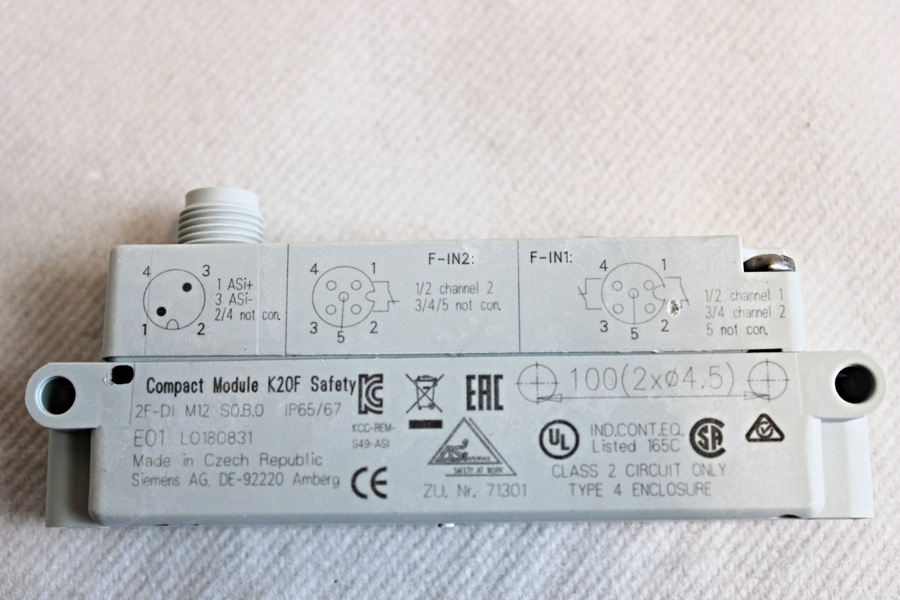 4 3
1 ASi+
3 ASi-
2/4 not con.
1 2
F-IN2:
4 1
1/2 channel 2
3/4/5 not con.
3 2
5
F-IN1:
4 1
1/2 channel 1
3/4 channel 2
5 not con.
3 2
5
Compact Module K20F Safety
2F-DI M12 S0.B.0 IP65/67
E01 L0180831
Made in Czech Republic
Siemens AG, DE-92220 Amberg
KCC-REM-
S49-ASI
CE
EAC
ASi
INTERFACE
SAFETY AT WORK
ZU. Nr. 71301
100(2xø4.5)
UL
IND.CONT.EQ.
Listed 165C
SA
CLASS 2 CIRCUIT ONLY
TYPE 4 ENCLOSURE